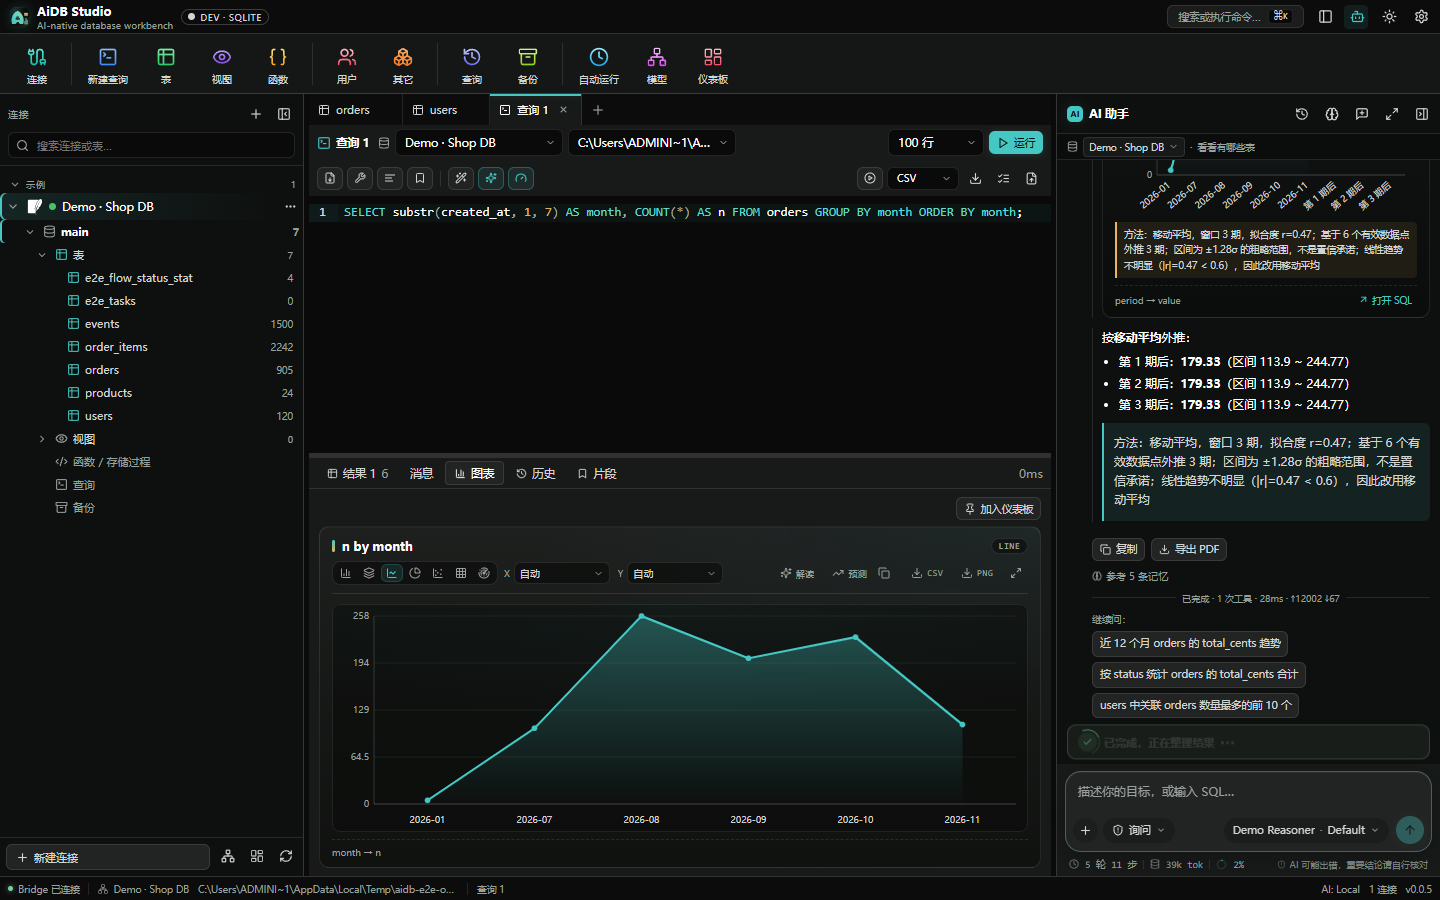 AiDB Studio
AI-native database workbench
DEV · SQLITE
搜索或执行命令...
⌘K
连接
新建查询
表
视图
函数
用户
其它
查询
备份
自动运行
模型
仪表板
连接
搜索连接或表...
示例
1
Demo · Shop DB
main
7
表
7
e2e_flow_status_stat
4
e2e_tasks
0
events
1500
order_items
2242
orders
905
products
24
users
120
视图
0
函数 / 存储过程
查询
备份
新建连接
orders
users
查询 1
查询 1
Demo · Shop DB
C:\Users\ADMINI~1\A...
100 行
运行
CSV
1 SELECT substr(created_at, 1, 7) AS month, COUNT(*) AS n FROM orders GROUP BY month ORDER BY month;
结果 1 6
消息
图表
历史
片段
0ms
加入仪表板
n by month
LINE
X
自动
Y
自动
解读
预测
CSV
PNG
258
194
129
64.5
0
2026-01
2026-07
2026-08
2026-09
2026-10
2026-11
month → n
AI
AI 助手
Demo · Shop DB
· 看看有哪些表
0
2026-01
2026-07
2026-08
2026-09
2026-10
2026-11
第 1 期后
第 2 期后
第 3 期后
方法：移动平均，窗口 3 期，拟合度 r=0.47；基于 6 个有效数据点
外推 3 期；区间为 ±1.28σ 的粗略范围，不是置信承诺；线性趋势
不明显（|r|=0.47 < 0.6），因此改用移动平均
period → value
打开 SQL
按移动平均外推：
• 第 1 期后：179.33（区间 113.9 ~ 244.77）
• 第 2 期后：179.33（区间 113.9 ~ 244.77）
• 第 3 期后：179.33（区间 113.9 ~ 244.77）
方法：移动平均，窗口 3 期，拟合度 r=0.47；基于 6 个有
效数据点外推 3 期；区间为 ±1.28σ 的粗略范围，不是置
信承诺；线性趋势不明显（|r|=0.47 < 0.6），因此改用移
动平均
复制
导出 PDF
参考 5 条记忆
已完成 · 1 次工具 · 28ms · ↑12002 ↓67
继续问：
近 12 个月 orders 的 total_cents 趋势
按 status 统计 orders 的 total_cents 合计
users 中关联 orders 数量最多的前 10 个
已完成，正在整理结果
描述你的目标，或输入 SQL...
询问
Demo Reasoner · Default
5 轮 11 步
39k tok
2%
AI 可能出错，重要结论请自行核对
Bridge 已连接
Demo · Shop DB
C:\Users\ADMINI~1\AppData\Local\Temp\aidb-e2e-o...
查询 1
AI: Local
1 连接
v0.0.5